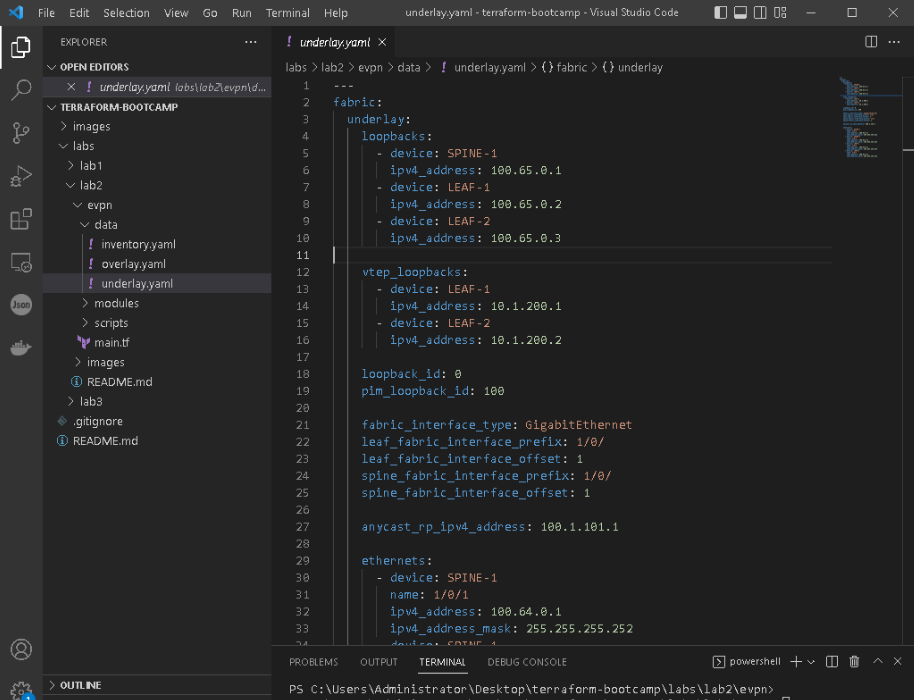 File Edit Selection View Go Run Terminal Help underlay.yaml - terraform-bootcamp - Visual Studio Code
EXPLORER
OPEN EDITORS
underlay.yaml labs\lab2\evpn\d...
TERRAFORM-BOOTCAMP
images
labs
lab1
lab2
evpn
data
inventory.yaml
overlay.yaml
underlay.yaml
modules
scripts
main.tf
images
README.md
lab3
.gitignore
README.md
OUTLINE
Json
1
! underlay.yaml
labs > lab2 > evpn > data > ! underlay.yaml > {} fabric > {} underlay
1 ---
2 fabric:
3 underlay:
4 loopbacks:
5 - device: SPINE-1
6 ipv4_address: 100.65.0.1
7 - device: LEAF-1
8 ipv4_address: 100.65.0.2
9 - device: LEAF-2
10 ipv4_address: 100.65.0.3
11
12 vtep_loopbacks:
13 - device: LEAF-1
14 ipv4_address: 10.1.200.1
15 - device: LEAF-2
16 ipv4_address: 10.1.200.2
17
18 loopback_id: 0
19 pim_loopback_id: 100
20
21 fabric_interface_type: GigabitEthernet
22 leaf_fabric_interface_prefix: 1/0/
23 leaf_fabric_interface_offset: 1
24 spine_fabric_interface_prefix: 1/0/
25 spine_fabric_interface_offset: 1
26
27 anycast_rp_ipv4_address: 100.1.101.1
28
29 ethernets:
30 - device: SPINE-1
31 name: 1/0/1
32 ipv4_address: 100.64.0.1
33 ipv4_address_mask: 255.255.255.252
PROBLEMS OUTPUT TERMINAL DEBUG CONSOLE powershell
PS C:\Users\Administrator\Desktop\terraform-bootcamp\labs\lab2\evpn>